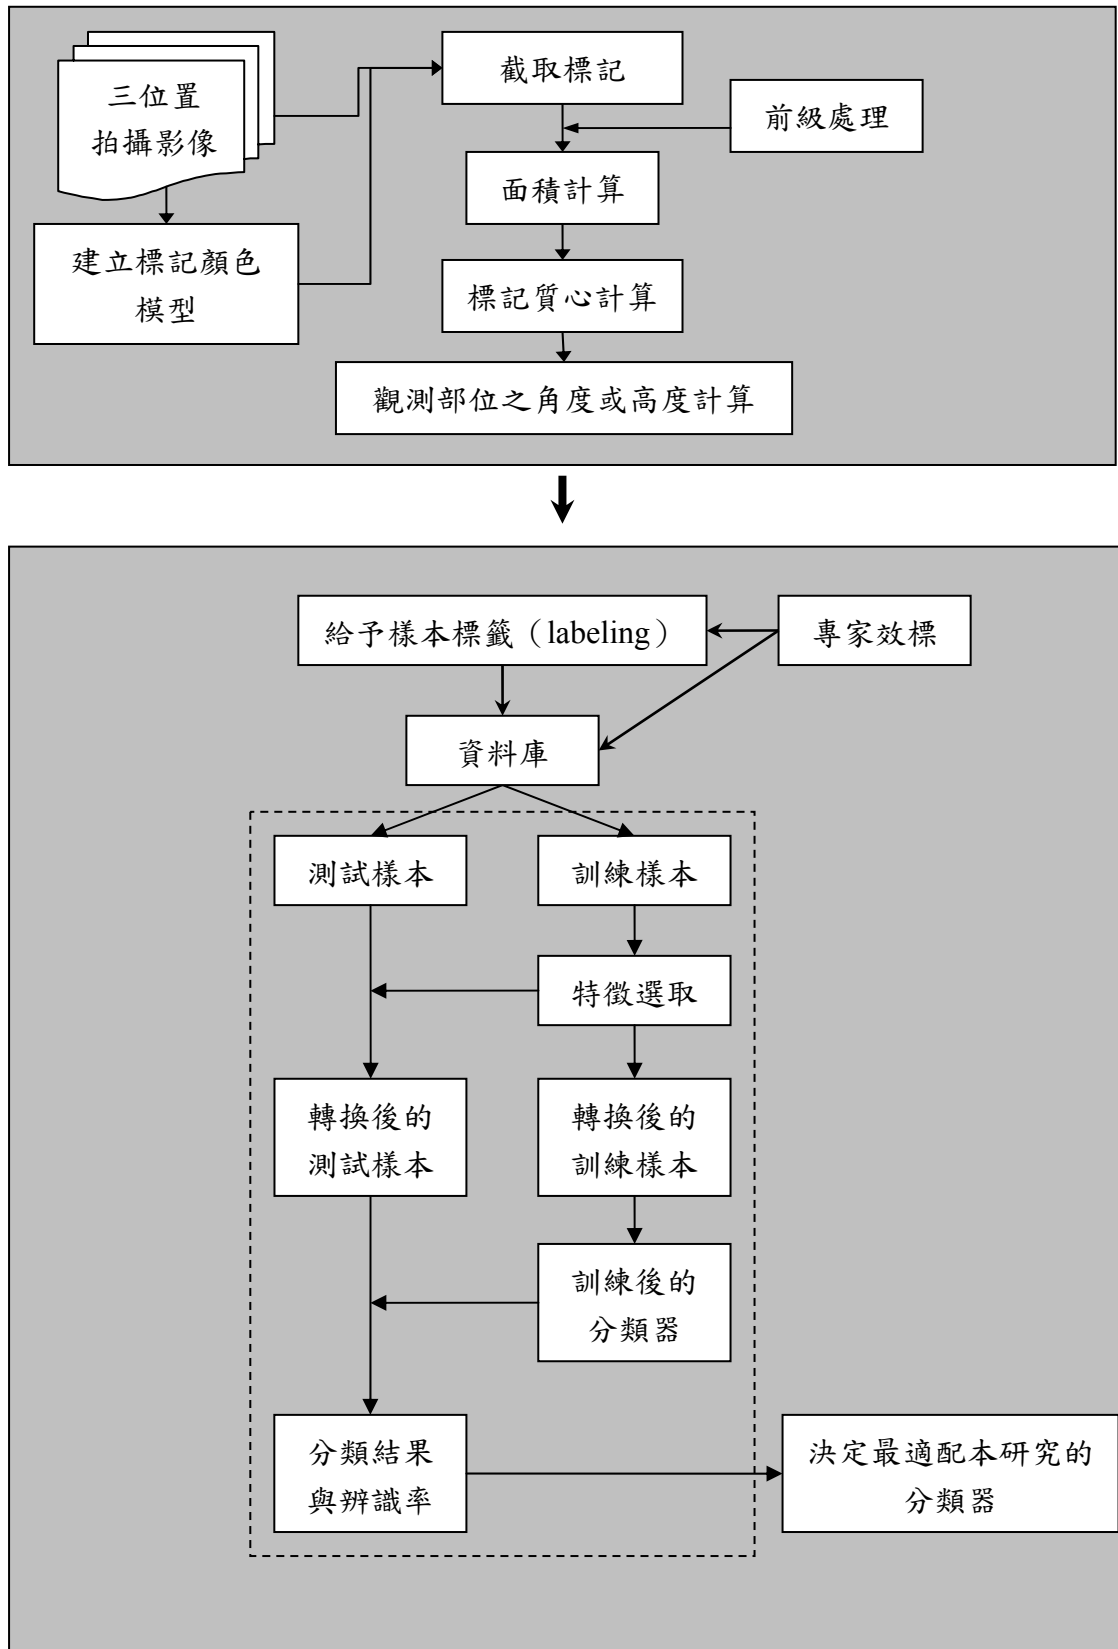 三位置
拍攝影像
建立標記顏色
模型
截取標記
前級處理
面積計算
標記質心計算
觀測部位之角度或高度計算
給予樣本標籤（labeling）
專家效標
資料庫
測試樣本
訓練樣本
特徵選取
轉換後的
測試樣本
轉換後的
訓練樣本
訓練後的
分類器
分類結果
與辨識率
決定最適配本研究的
分類器